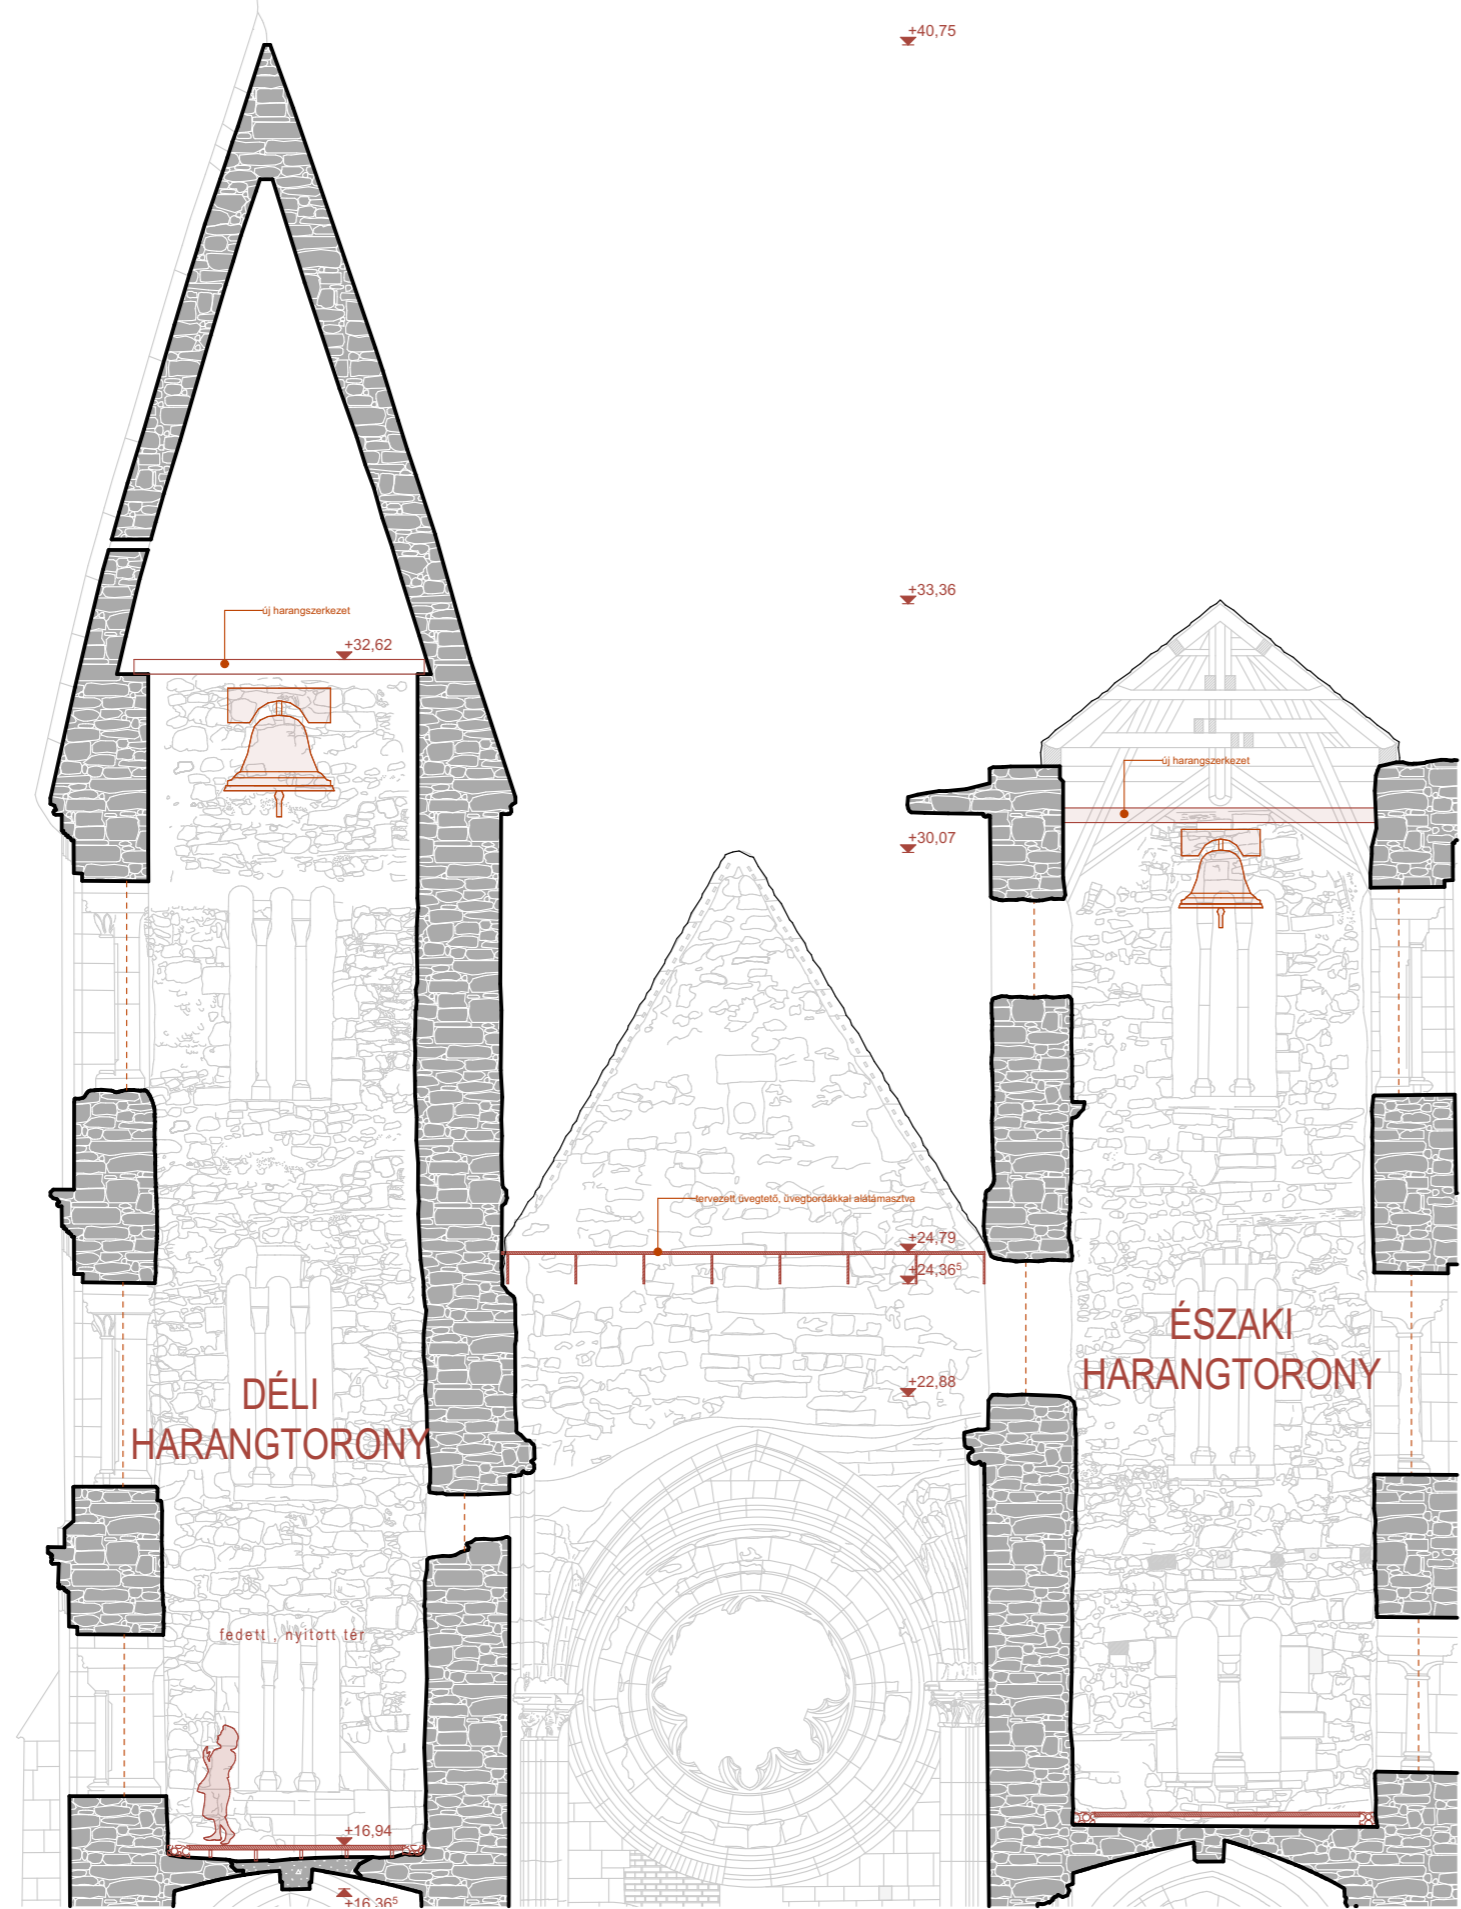 +40,75
+33,36
új harangszerkezet
+32,62
új harangszerkezet
+30,07
tervezett üvegtető, üvegbordákkal alátámasztva
+24,79
+24,36⁵
ÉSZAKI
HARANGTORONY
+22,88
DÉLI
HARANGTORONY
fedett , nyitott tér
+16,94
+16,36⁵